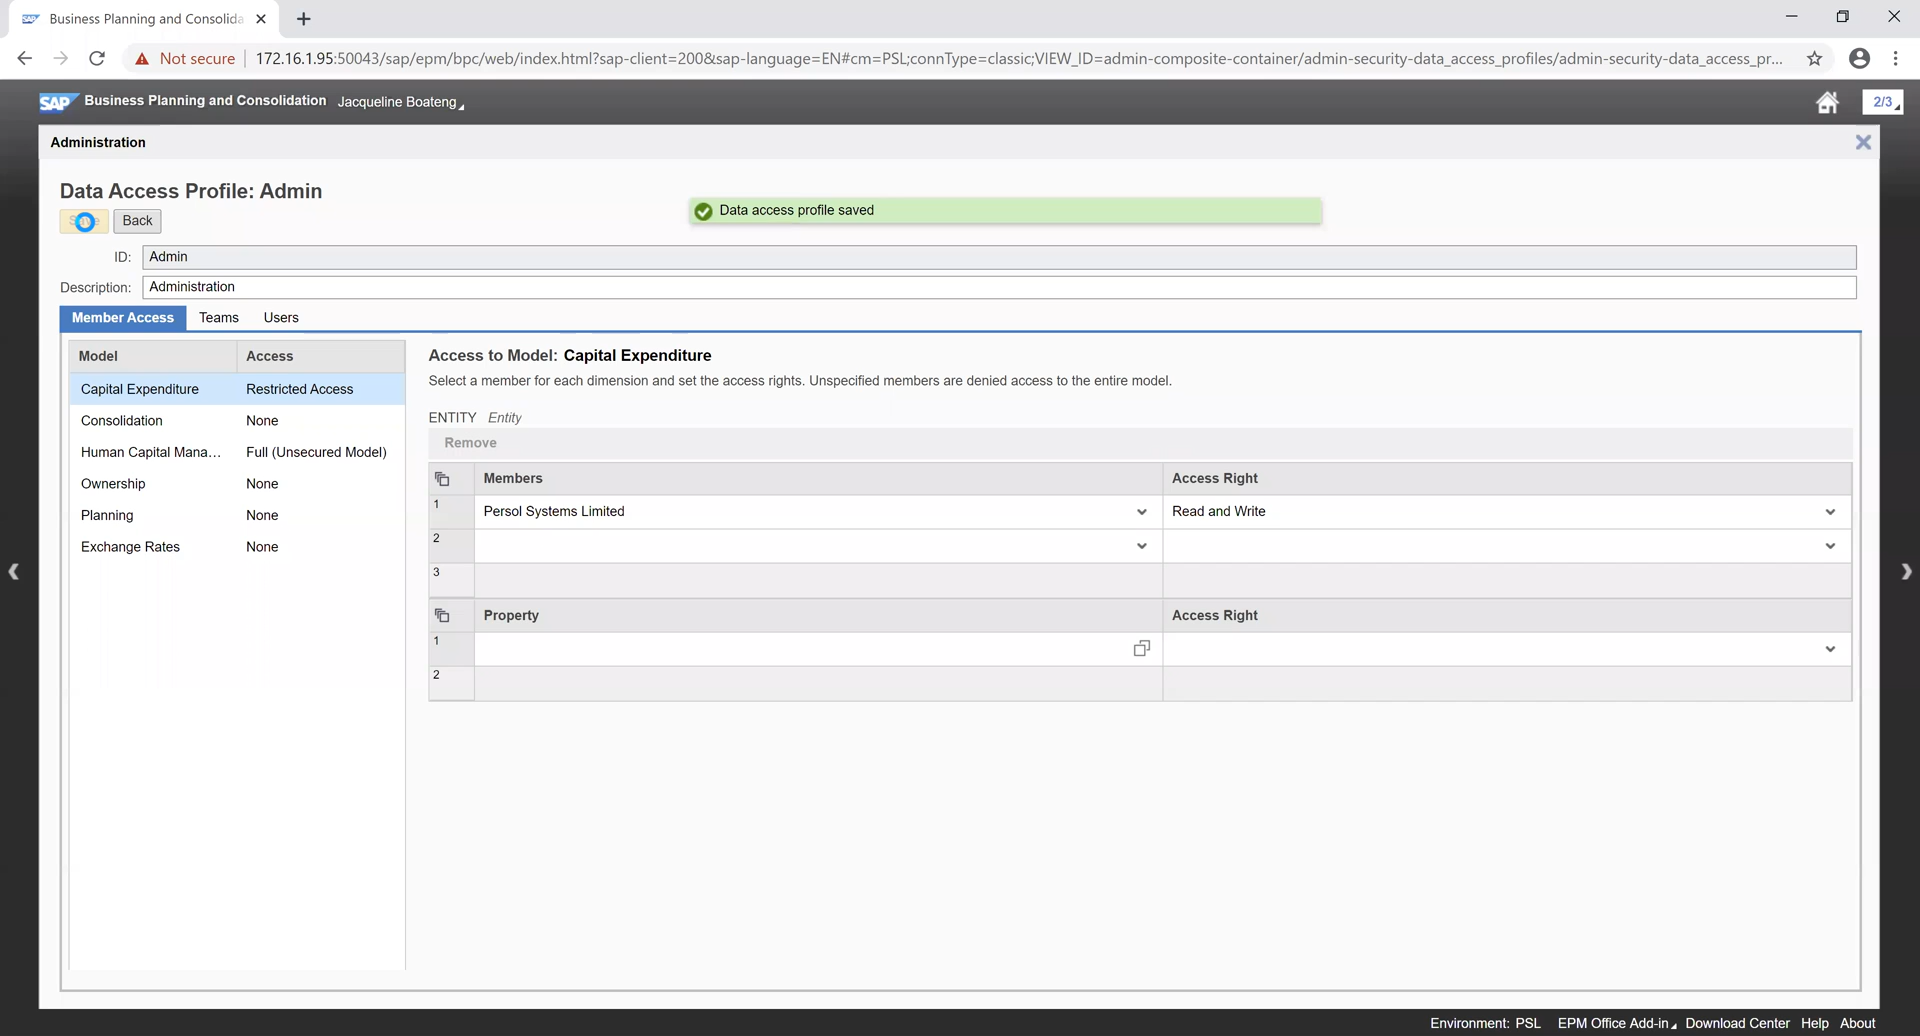 SAP Business Planning and Consolida
Not secure
172.16.1.95:50043/sap/epm/bpc/web/index.html?sap-client=200&sap-language=EN#cm=PSL;connType=classic;VIEW_ID=admin-composite-container/admin-security-data_access_profiles/admin-security-data_access_pr...
SAP Business Planning and Consolidation Jacqueline Boateng
2/3
Administration
Data Access Profile: Admin
Data access profile saved
Back
ID: Admin
Description: Administration
Member Access Teams Users
Model Access
Capital Expenditure Restricted Access
Consolidation None
Human Capital Mana... Full (Unsecured Model)
Ownership None
Planning None
Exchange Rates None
Access to Model: Capital Expenditure
Select a member for each dimension and set the access rights. Unspecified members are denied access to the entire model.
ENTITY Entity
Remove
Members Access Right
1 Persol Systems Limited Read and Write
2
3
Property Access Right
1
2
Environment: PSL EPM Office Add-in Download Center Help About